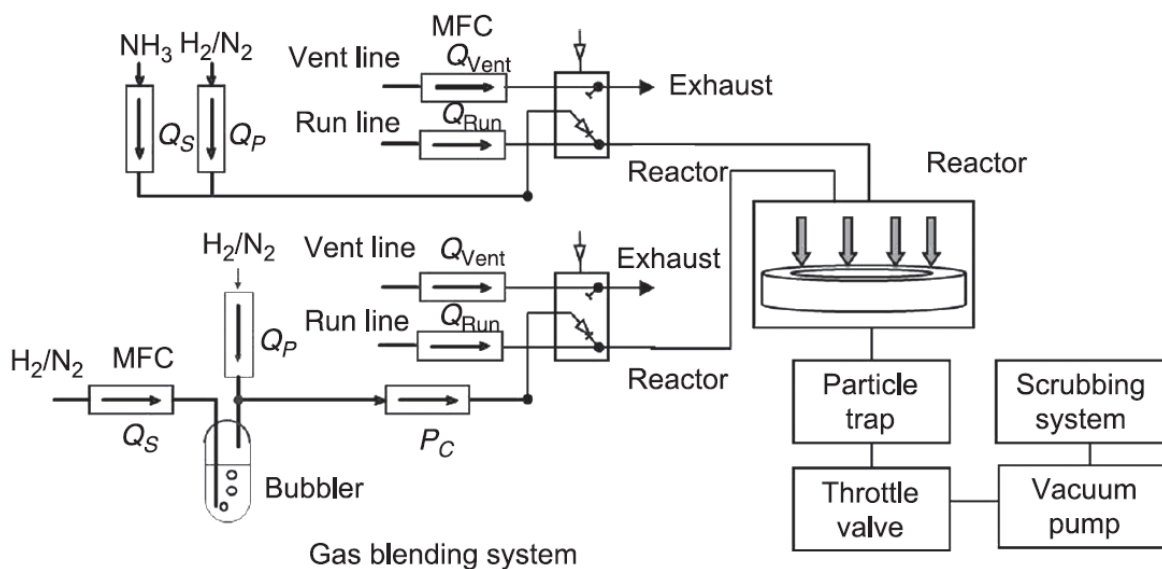 MFC
NH3 H2/N2
Vent line
QVent
Exhaust
Run line
QRun
QS
QP
Reactor
Reactor
H2/N2
Vent line
QVent
Exhaust
Run line
QRun
QP
H2/N2
MFC
Reactor
QS
PC
Bubbler
Particle
trap
Scrubbing
system
Throttle
valve
Vacuum
pump
Gas blending system